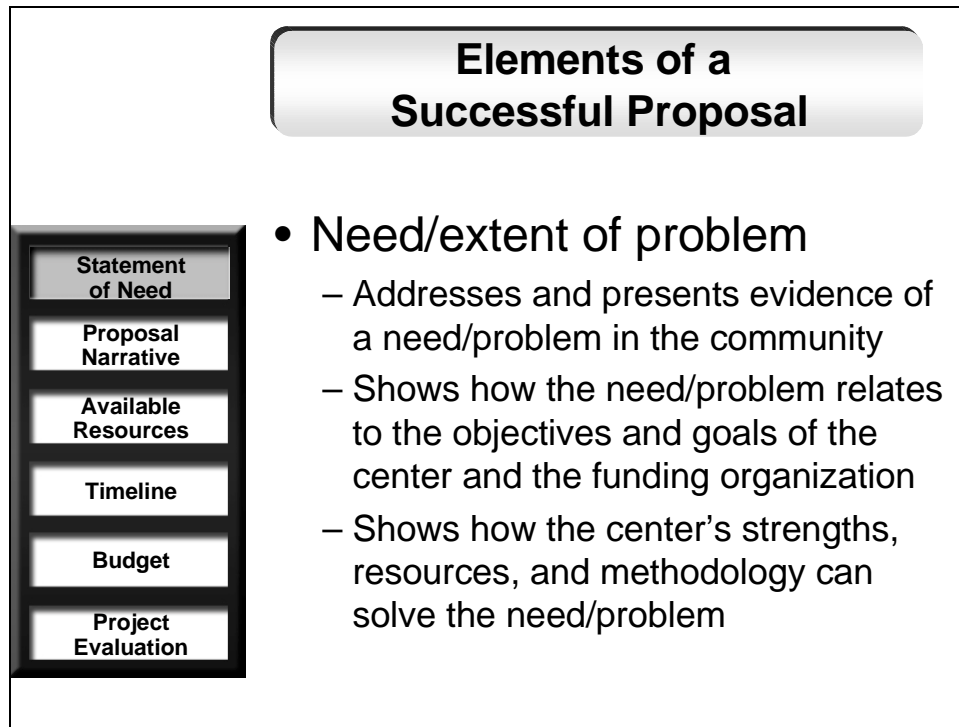 Elements of a
Successful Proposal
Statement
of Need
Proposal
Narrative
Available
Resources
Timeline
Budget
Project
Evaluation
• Need/extent of problem
– Addresses and presents evidence of
a need/problem in the community
– Shows how the need/problem relates
to the objectives and goals of the
center and the funding organization
– Shows how the center's strengths,
resources, and methodology can
solve the need/problem